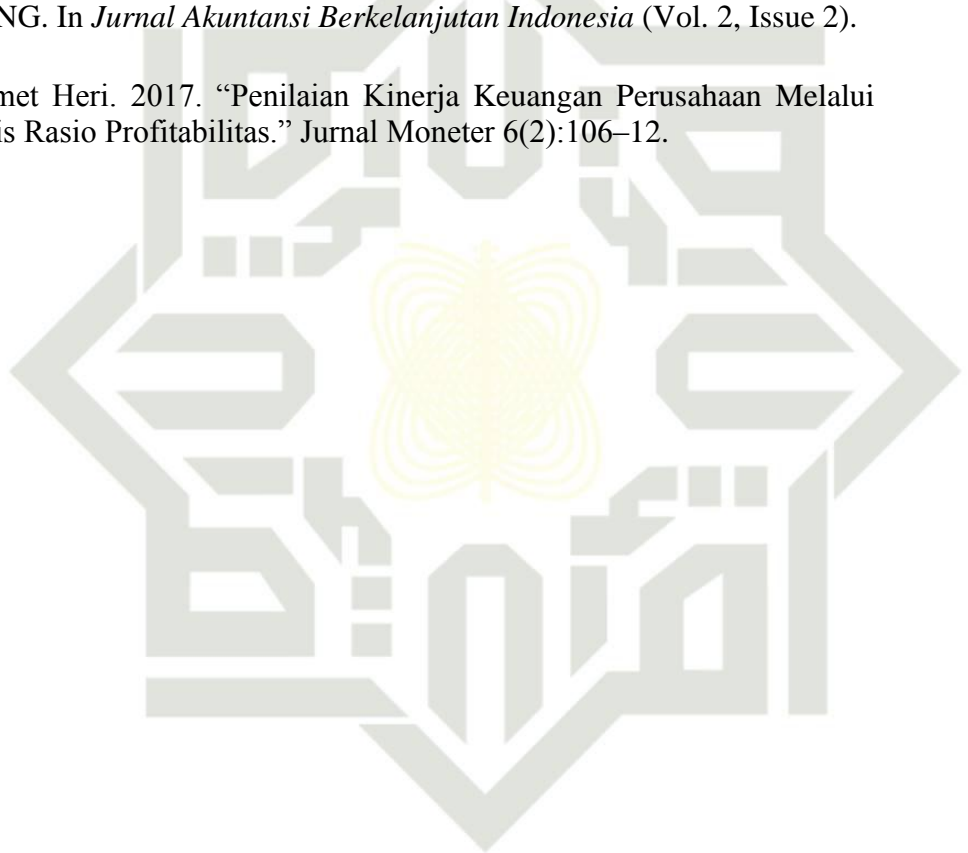 NG. In Jurnal Akuntansi Berkelanjutan Indonesia (Vol. 2, Issue 2).
met Heri. 2017. “Penilaian Kinerja Keuangan Perusahaan Melalui
is Rasio Profitabilitas.” Jurnal Moneter 6(2):106–12.